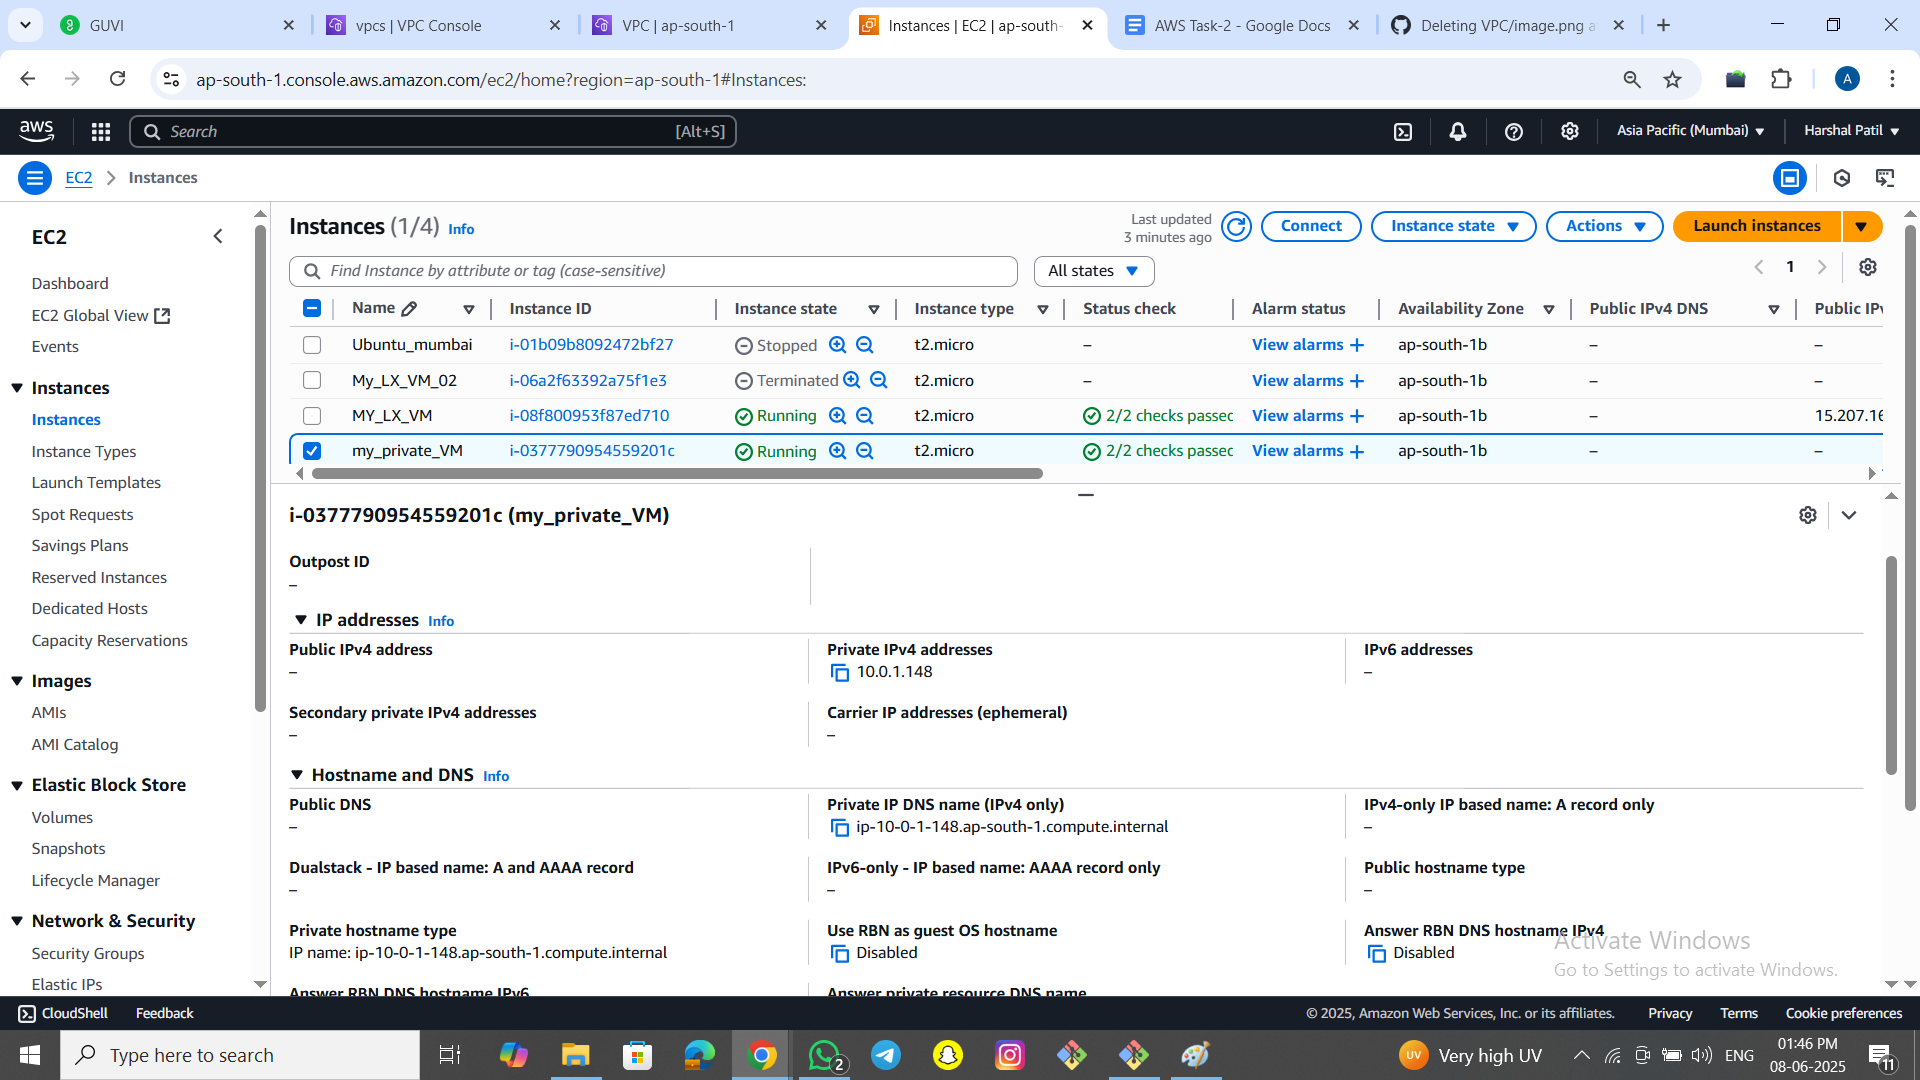 GUVI
vpcs | VPC Console
VPC | ap-south-1
Instances | EC2 | ap-south-
AWS Task-2 - Google Docs
Deleting VPC/image.png a
ap-south-1.console.aws.amazon.com/ec2/home?region=ap-south-1#Instances:
A
aws
Search
[Alt+S]
Asia Pacific (Mumbai)
Harshal Patil
EC2
Instances
EC2
Dashboard
EC2 Global View
Events
Instances
Instances
Instance Types
Launch Templates
Spot Requests
Savings Plans
Reserved Instances
Dedicated Hosts
Capacity Reservations
Images
AMIs
AMI Catalog
Elastic Block Store
Volumes
Snapshots
Lifecycle Manager
Network & Security
Security Groups
Elastic IPs
Instances (1/4) Info
Last updated
3 minutes ago
Connect
Instance state
Actions
Launch instances
Find Instance by attribute or tag (case-sensitive)
All states
1
Name Instance ID Instance state Instance type Status check Alarm status Availability Zone Public IPv4 DNS Public IPv
Ubuntu_mumbai i-01b09b8092472bf27 Stopped t2.micro – View alarms + ap-south-1b – –
My_LX_VM_02 i-06a2f63392a75f1e3 Terminated t2.micro – View alarms + ap-south-1b – –
MY_LX_VM i-08f800953f87ed710 Running t2.micro 2/2 checks passed View alarms + ap-south-1b – 15.207.16
my_private_VM i-0377790954559201c Running t2.micro 2/2 checks passed View alarms + ap-south-1b – –
i-0377790954559201c (my_private_VM)
Outpost ID
–
IP addresses Info
Public IPv4 address Private IPv4 addresses IPv6 addresses
– 10.0.1.148 –
Secondary private IPv4 addresses Carrier IP addresses (ephemeral)
– –
Hostname and DNS Info
Public DNS Private IP DNS name (IPv4 only) IPv4-only IP based name: A record only
– ip-10-0-1-148.ap-south-1.compute.internal –
Dualstack - IP based name: A and AAAA record IPv6-only - IP based name: AAAA record only Public hostname type
– – –
Private hostname type Use RBN as guest OS hostname Answer RBN DNS hostname IPv4
IP name: ip-10-0-1-148.ap-south-1.compute.internal Disabled Disabled
Answer RBN DNS hostname IPv6 Answer private resource DNS name
Activate Windows
Go to Settings to activate Windows.
CloudShell
Feedback
© 2025, Amazon Web Services, Inc. or its affiliates.
Privacy
Terms
Cookie preferences
Type here to search
2
UV
Very high UV
ENG
01:46 PM
08-06-2025
11